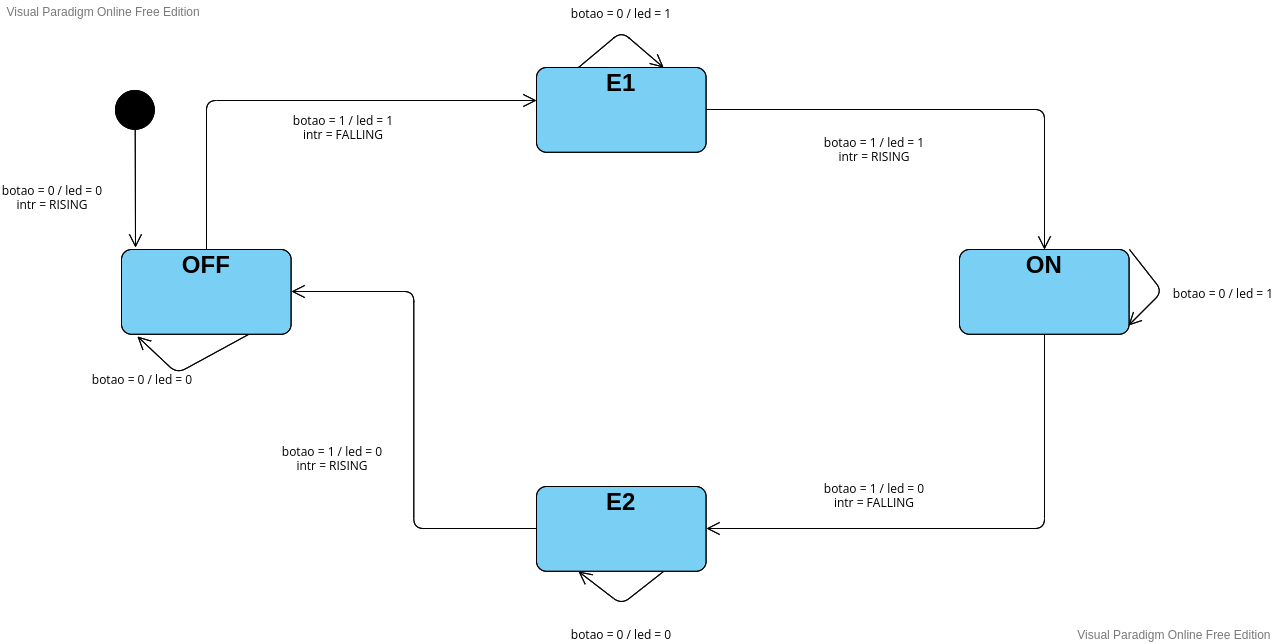 Visual Paradigm Online Free Edition
botao = 0 / led = 1
E1
botao = 1 / led = 1
intr = FALLING
botao = 1 / led = 1
intr = RISING
botao = 0 / led = 0
intr = RISING
OFF
ON
botao = 0 / led = 1
botao = 0 / led = 0
botao = 1 / led = 0
intr = RISING
E2
botao = 1 / led = 0
intr = FALLING
botao = 0 / led = 0
Visual Paradigm Online Free Edition